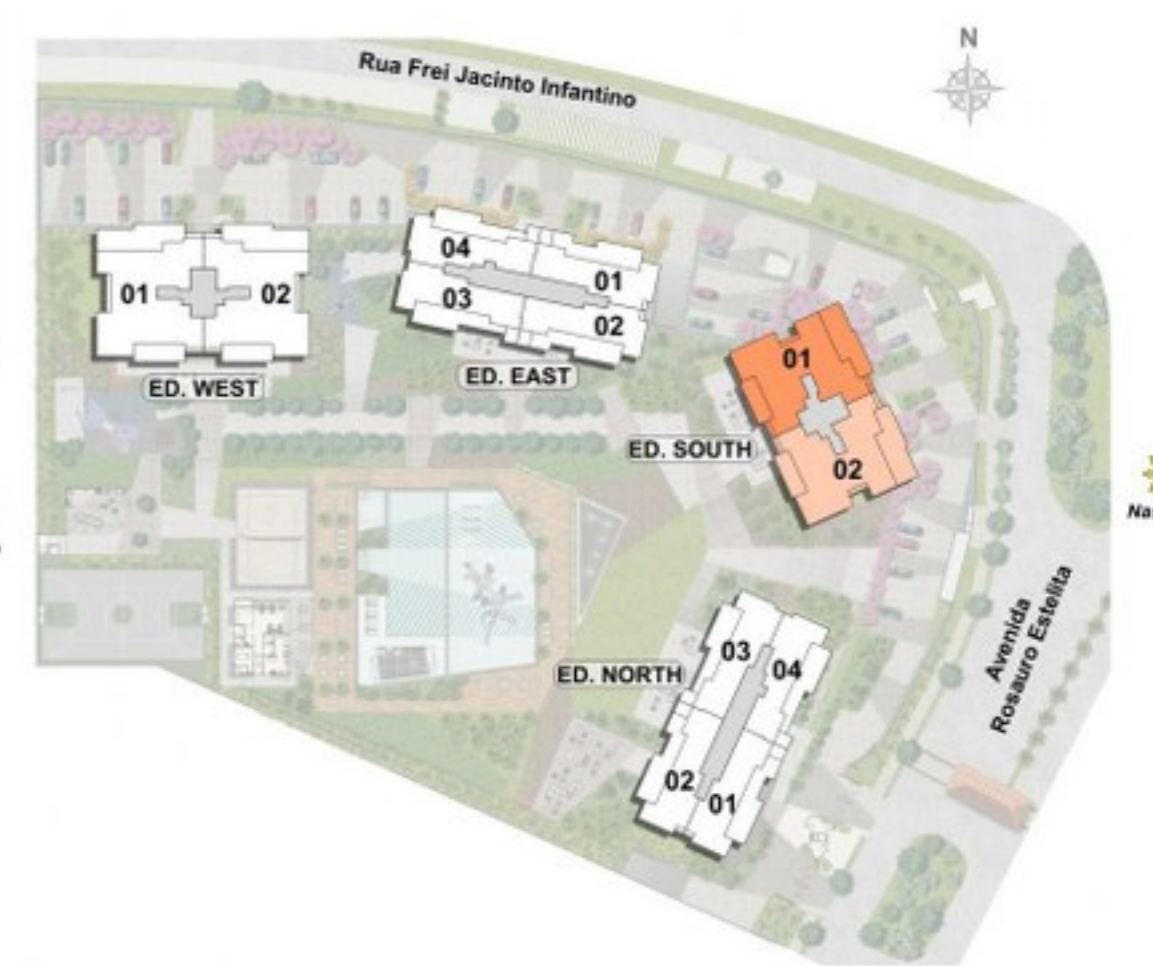 N
Rua Frei Jacinto Infantino
04
01
01
02
03
02
ED. WEST
ED. EAST
01
ED. SOUTH
02
03
04
ED. NORTH
02
01
Avenida
Rosauro Estelita